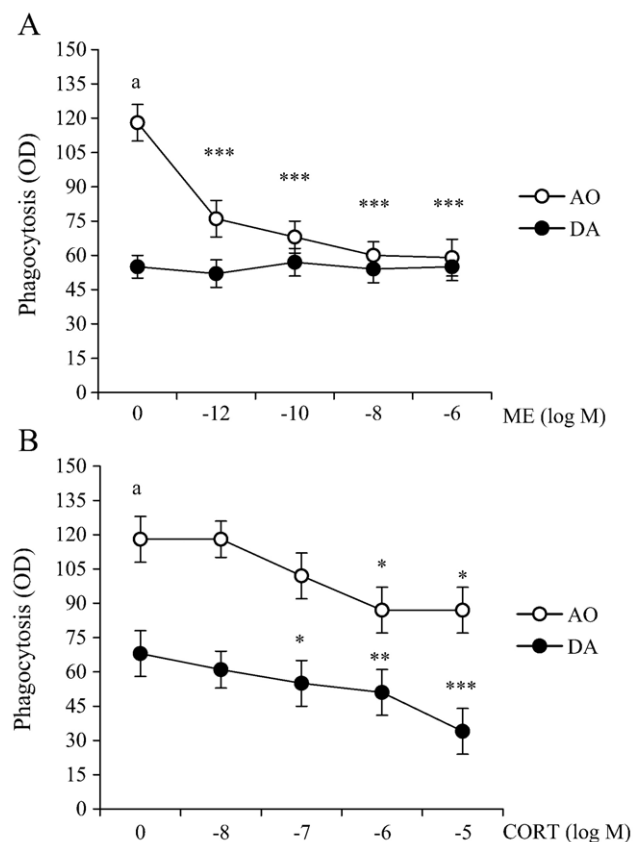 A
150
135
120
105
90
75
60
45
30
15
0
Phagocytosis (OD)
a
***
***
***
***
AO
DA
0 -12 -10 -8 -6 ME (log M)
B
150
135
120
105
90
75
60
45
30
15
0
Phagocytosis (OD)
a
* *
* ** ***
AO
DA
0 -8 -7 -6 -5 CORT (log M)